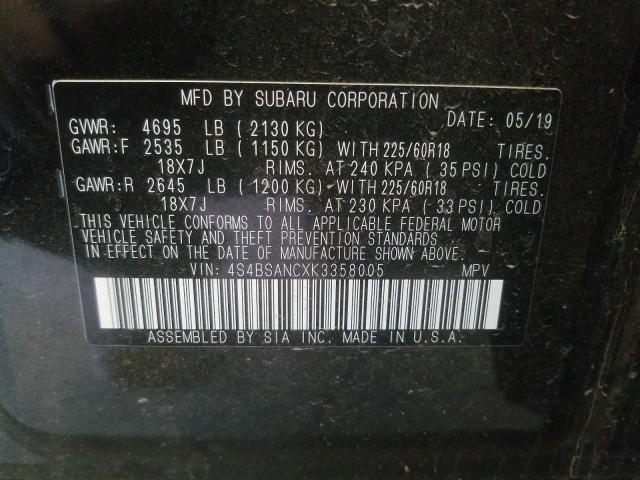 MFD BY SUBARU CORPORATION
GVWR: 4695 LB (2130 KG) DATE: 05/19
GAWR:F 2535 LB (1150 KG) WITH 225/60R18 TIRES.
18X7J RIMS. AT 240 KPA (35 PSI) COLD
GAWR:R 2645 LB (1200 KG) WITH 225/60R18 TIRES.
18X7J RIMS. AT 230 KPA (33 PSI) COLD
THIS VEHICLE CONFORMS TO ALL APPLICABLE FEDERAL MOTOR
VEHICLE SAFETY AND THEFT PREVENTION STANDARDS
IN EFFECT ON THE DATE OF MANUFACTURE SHOWN ABOVE.
VIN: 4S4BSANCXK3358005 MPV
ASSEMBLED BY SIA INC. MADE IN U.S.A.